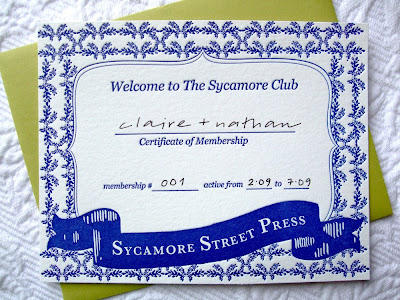 Welcome to The Sycamore Club
claire + nathan
Certificate of Membership
membership # 001 active from 2.09 to 7.09
SYCAMORE STREET PRESS